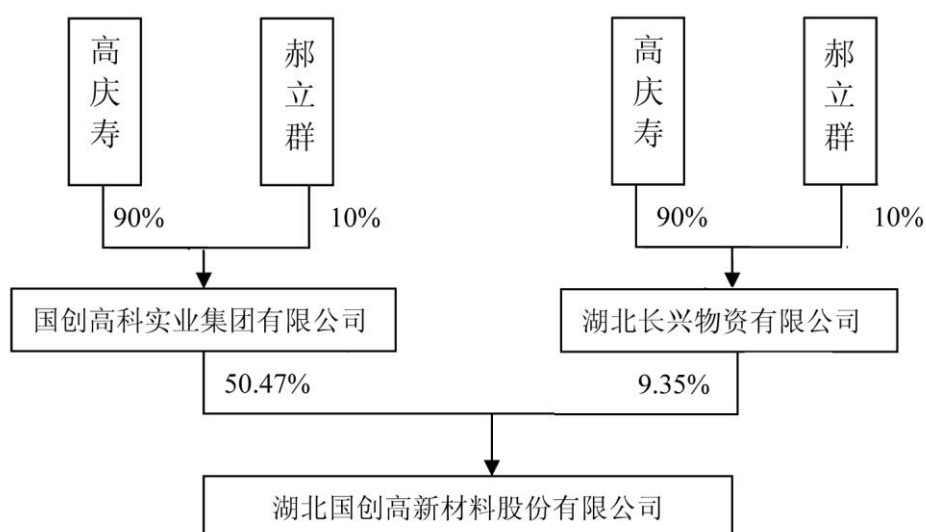 高庆寿
郝立群
高庆寿
郝立群
90%
10%
90%
10%
国创高科实业集团有限公司
湖北长兴物资有限公司
50.47%
9.35%
湖北国创高新材料股份有限公司